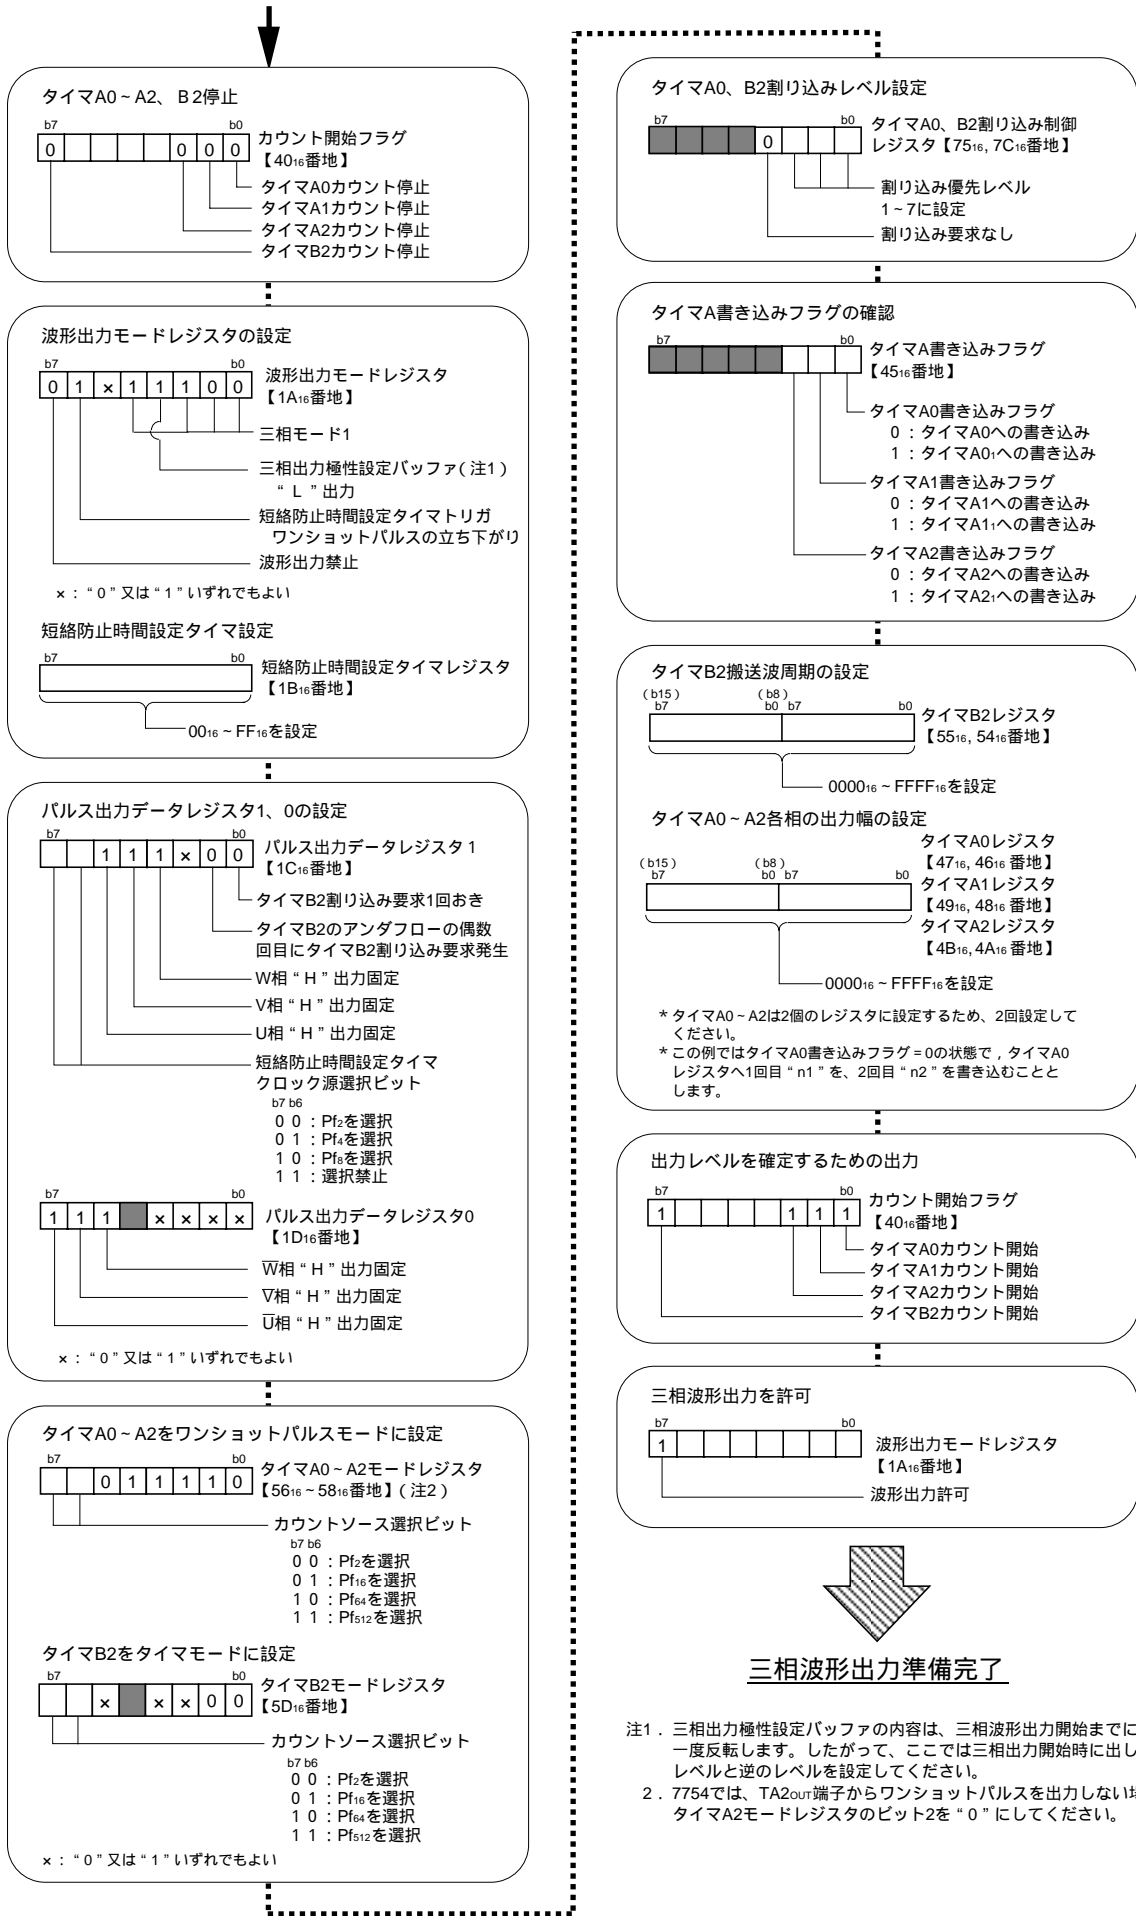 タイマA0~A2、B2停止
b7 b0
0 0 0 0
カウント開始フラグ
【40₁₆番地】
タイマA0カウント停止
タイマA1カウント停止
タイマA2カウント停止
タイマB2カウント停止
波形出力モードレジスタの設定
b7 b0
0 1 × 1 1 1 0 0
波形出力モードレジスタ
【1A₁₆番地】
三相モード1
三相出力極性設定バッファ(注1)
“L”出力
短絡防止時間設定タイマトリガ
ワンショットパルスの立ち下がり
波形出力禁止
×:“0”又は“1”いずれでもよい
短絡防止時間設定タイマ設定
b7 b0
短絡防止時間設定タイマレジスタ
【1B₁₆番地】
00₁₆~FF₁₆を設定
パルス出力データレジスタ1、0の設定
b7 b0
1 1 1 × 0 0
パルス出力データレジスタ1
【1C₁₆番地】
タイマB2割り込み要求1回おき
タイマB2のアンダフローの偶数
回目にタイマB2割り込み要求発生
W相“H”出力固定
V相“H”出力固定
U相“H”出力固定
短絡防止時間設定タイマ
クロック源選択ビット
b7 b6
0 0:Pf₂を選択
0 1:Pf₄を選択
1 0:Pf₈を選択
1 1:選択禁止
b7 b0
1 1 1 × × × ×
パルス出力データレジスタ0
【1D₁₆番地】
W̅相“H”出力固定
V̅相“H”出力固定
U̅相“H”出力固定
×:“0”又は“1”いずれでもよい
タイマA0~A2をワンショットパルスモードに設定
b7 b0
0 1 1 1 1 0
タイマA0~A2モードレジスタ
【56₁₆~58₁₆番地】(注2)
カウントソース選択ビット
b7 b6
0 0:Pf₂を選択
0 1:Pf₁₆を選択
1 0:Pf₆₄を選択
1 1:Pf₅₁₂を選択
タイマB2をタイマモードに設定
b7 b0
× × × 0 0
タイマB2モードレジスタ
【5D₁₆番地】
カウントソース選択ビット
b7 b6
0 0:Pf₂を選択
0 1:Pf₁₆を選択
1 0:Pf₆₄を選択
1 1:Pf₅₁₂を選択
×:“0”又は“1”いずれでもよい
タイマA0、B2割り込みレベル設定
b7 b0
0
タイマA0、B2割り込み制御
レジスタ【75₁₆, 7C₁₆番地】
割り込み優先レベル
1~7に設定
割り込み要求なし
タイマA書き込みフラグの確認
b7 b0
タイマA書き込みフラグ
【45₁₆番地】
タイマA0書き込みフラグ
0:タイマA0への書き込み
1:タイマA0₁への書き込み
タイマA1書き込みフラグ
0:タイマA1への書き込み
1:タイマA1₁への書き込み
タイマA2書き込みフラグ
0:タイマA2への書き込み
1:タイマA2₁への書き込み
タイマB2搬送波周期の設定
(b15) (b8)
b7 b0 b7 b0
タイマB2レジスタ
【55₁₆, 54₁₆番地】
0000₁₆~FFFF₁₆を設定
タイマA0~A2各相の出力幅の設定
(b15) (b8)
b7 b0 b7 b0
タイマA0レジスタ
【47₁₆, 46₁₆ 番地】
タイマA1レジスタ
【49₁₆, 48₁₆ 番地】
タイマA2レジスタ
【4B₁₆, 4A₁₆ 番地】
0000₁₆~FFFF₁₆を設定
*タイマA0~A2は2個のレジスタに設定するため、2回設定して
ください。
*この例ではタイマA0書き込みフラグ=0の状態で,タイマA0
レジスタへ1回目“n1”を、2回目“n2”を書き込むことと
します。
出力レベルを確定するための出力
b7 b0
1 1 1 1
カウント開始フラグ
【40₁₆番地】
タイマA0カウント開始
タイマA1カウント開始
タイマA2カウント開始
タイマB2カウント開始
三相波形出力を許可
b7 b0
1
波形出力モードレジスタ
【1A₁₆番地】
波形出力許可
三相波形出力準備完了
注1.三相出力極性設定バッファの内容は、三相波形出力開始までに
一度反転します。したがって、ここでは三相出力開始時に出し
レベルと逆のレベルを設定してください。
2.7754では、TA2OUT端子からワンショットパルスを出力しない
タイマA2モードレジスタのビット2を“0”にしてください。